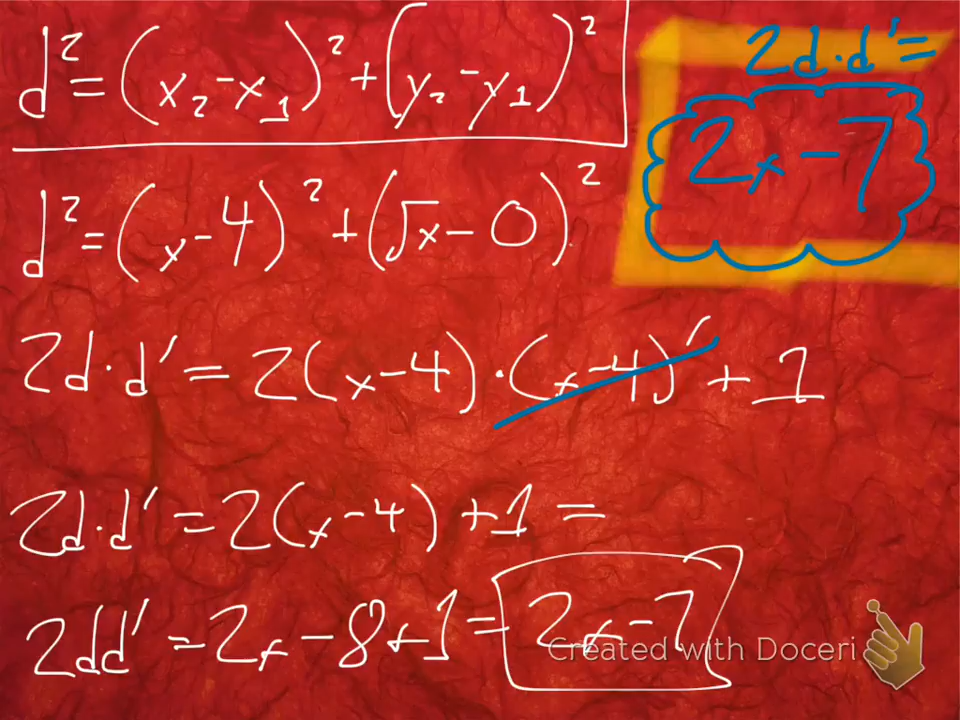 d² = (x₂ - x₁)² + (y₂ - y₁)²
2d·d' =
2x - 7
d² = (x - 4)² + (√x - 0)²
2d·d' = 2(x - 4)·(x - 4)' + 1
2d·d' = 2(x - 4) + 1 =
2dd' = 2x - 8 + 1 = 2x - 7
Created with Doceri